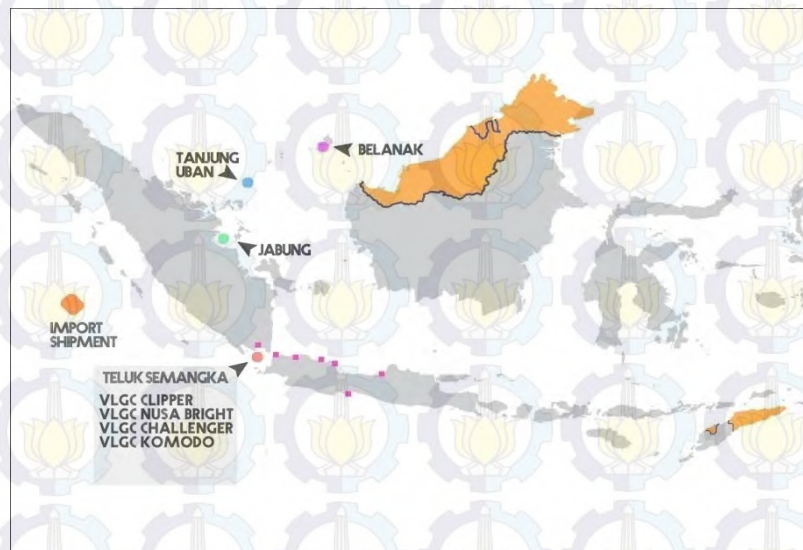 BELANAK
TANJUNG
UBAN
JABUNG
IMPORT
SHIPMENT
TELUK SEMANGKA
VLGC CLIPPER
VLGC NUSA BRIGHT
VLGC CHALLENGER
VLGC KOMODO